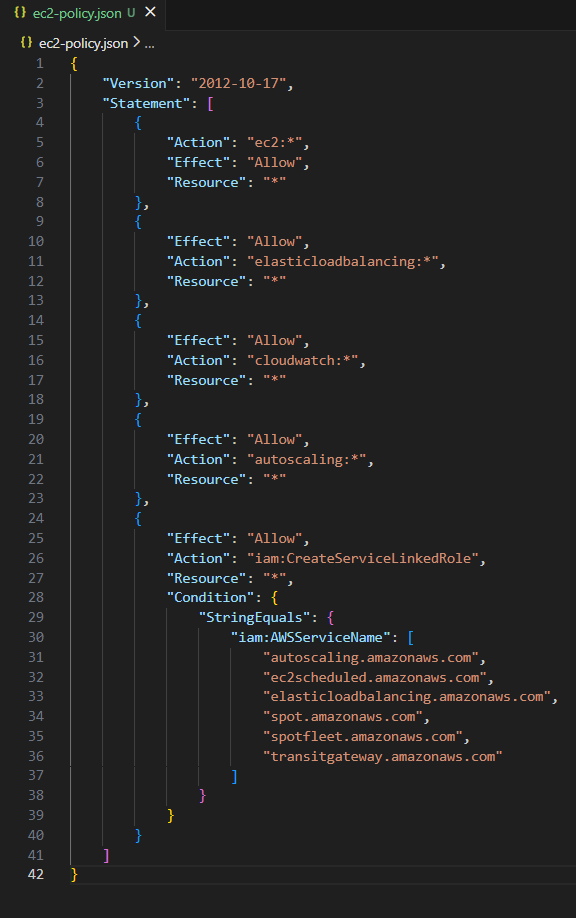 {} ec2-policy.json U ×
{} ec2-policy.json > ...
1 {
2     "Version": "2012-10-17",
3     "Statement": [
4         {
5             "Action": "ec2:*",
6             "Effect": "Allow",
7             "Resource": "*"
8         },
9         {
10             "Effect": "Allow",
11             "Action": "elasticloadbalancing:*",
12             "Resource": "*"
13         },
14         {
15             "Effect": "Allow",
16             "Action": "cloudwatch:*",
17             "Resource": "*"
18         },
19         {
20             "Effect": "Allow",
21             "Action": "autoscaling:*",
22             "Resource": "*"
23         },
24         {
25             "Effect": "Allow",
26             "Action": "iam:CreateServiceLinkedRole",
27             "Resource": "*",
28             "Condition": {
29                 "StringEquals": {
30                     "iam:AWSServiceName": [
31                         "autoscaling.amazonaws.com",
32                         "ec2scheduled.amazonaws.com",
33                         "elasticloadbalancing.amazonaws.com",
34                         "spot.amazonaws.com",
35                         "spotfleet.amazonaws.com",
36                         "transitgateway.amazonaws.com"
37                     ]
38                 }
39             }
40         }
41     ]
42 }